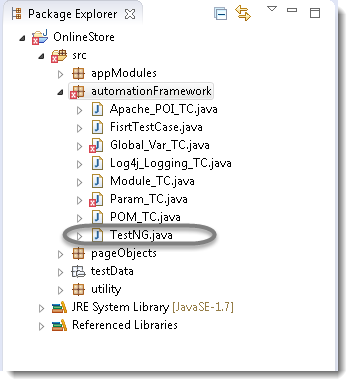 Package Explorer
OnlineStore
src
appModules
automationFramework
Apache_POI_TC.java
FisrtTestCase.java
Global_Var_TC.java
Log4j_Logging_TC.java
Module_TC.java
Param_TC.java
POM_TC.java
TestNG.java
pageObjects
testData
utility
JRE System Library [JavaSE-1.7]
Referenced Libraries